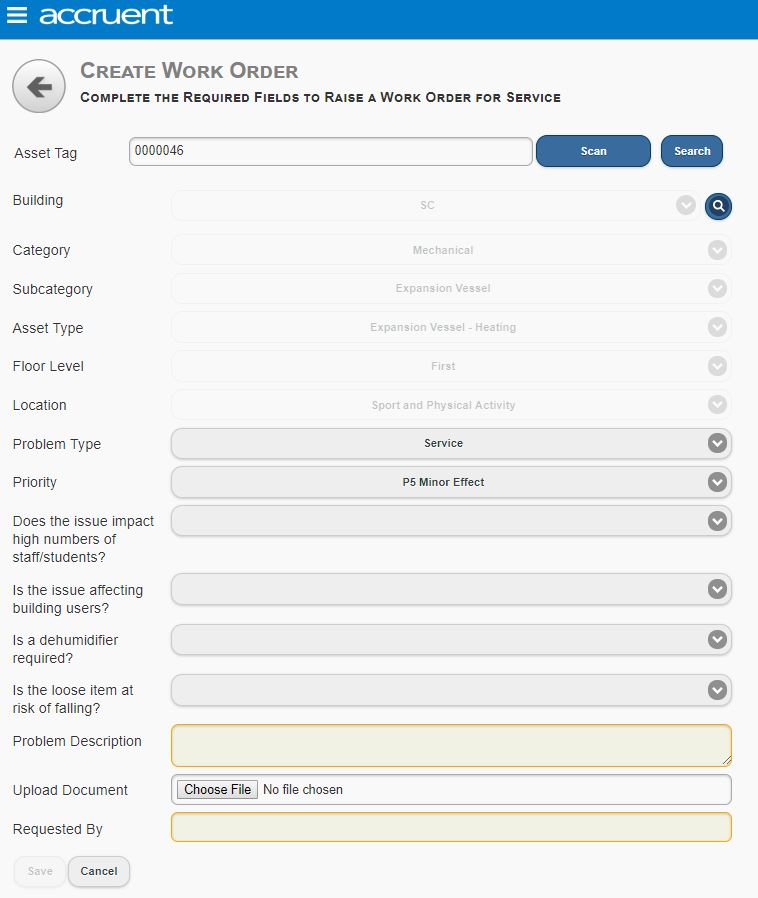 accruent
Create Work Order
Complete the Required Fields to Raise a Work Order for Service
Asset Tag 0000046 Scan Search
Building SC
Category Mechanical
Subcategory Expansion Vessel
Asset Type Expansion Vessel - Heating
Floor Level First
Location Sport and Physical Activity
Problem Type Service
Priority P5 Minor Effect
Does the issue impact
high numbers of
staff/students?
Is the issue affecting
building users?
Is a dehumidifier
required?
Is the loose item at
risk of falling?
Problem Description
Upload Document Choose File No file chosen
Requested By
Save Cancel